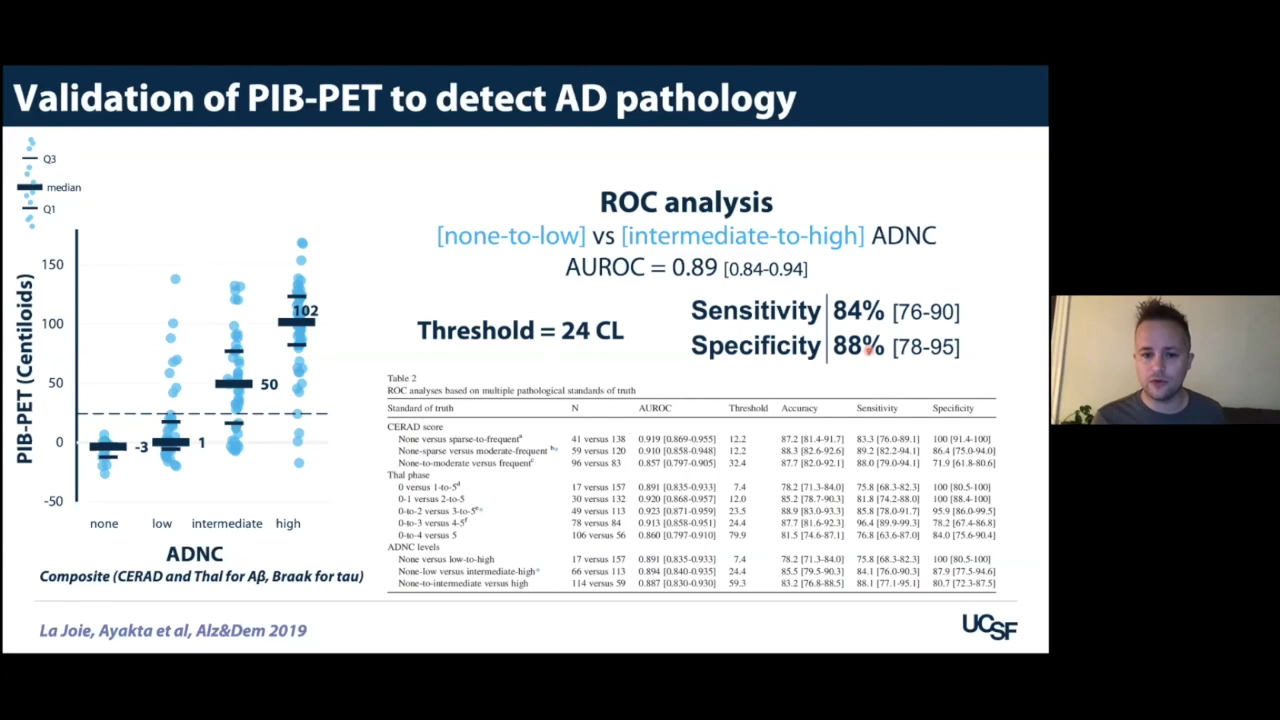 Validation of PIB-PET to detect AD pathology
Q3
median
Q1
PIB-PET (Centiloids)
150
100
50
0
-50
-3
1
50
102
none low intermediate high
ADNC
Composite (CERAD and Thal for Aβ, Braak for tau)
ROC analysis
[none-to-low] vs [intermediate-to-high] ADNC
AUROC = 0.89 [0.84-0.94]
Threshold = 24 CL
Sensitivity 84% [76-90]
Specificity 88% [78-95]
Table 2
ROC analyses based on multiple pathological standards of truth
Standard of truth N AUROC Threshold Accuracy Sensitivity Specificity
CERAD score
None versus sparse-to-frequentᵃ 41 versus 138 0.919 [0.869-0.955] 12.2 87.2 [81.4-91.7] 83.3 [76.0-89.1] 100 [91.4-100]
None-sparse versus moderate-frequent ᵇ* 59 versus 120 0.910 [0.858-0.948] 12.2 88.3 [82.6-92.6] 89.2 [82.2-94.1] 86.4 [75.0-94.0]
None-to-moderate versus frequentᶜ 96 versus 83 0.857 [0.797-0.905] 32.4 87.7 [82.0-92.1] 88.0 [79.0-94.1] 71.9 [61.8-80.6]
Thal phase
0 versus 1-to-5ᵈ 17 versus 157 0.891 [0.835-0.933] 7.4 78.2 [71.3-84.0] 75.8 [68.3-82.3] 100 [80.5-100]
0-1 versus 2-to-5 30 versus 132 0.920 [0.868-0.957] 12.0 85.2 [78.7-90.3] 81.8 [74.2-88.0] 100 [88.4-100]
0-to-2 versus 3-to-5ᵉ* 49 versus 113 0.923 [0.871-0.959] 23.5 88.9 [83.0-93.3] 85.8 [78.0-91.7] 95.9 [86.0-99.5]
0-to-3 versus 4-5ᶠ 78 versus 84 0.913 [0.858-0.951] 24.4 87.7 [81.6-92.3] 96.4 [89.9-99.3] 78.2 [67.4-86.8]
0-to-4 versus 5 106 versus 56 0.860 [0.797-0.910] 79.9 81.5 [74.6-87.1] 76.8 [63.6-87.0] 84.0 [75.6-90.4]
ADNC levels
None versus low-to-high 17 versus 157 0.891 [0.835-0.933] 7.4 78.2 [71.3-84.0] 75.8 [68.3-82.3] 100 [80.5-100]
None-low versus intermediate-high* 66 versus 113 0.894 [0.840-0.935] 24.4 85.5 [79.5-90.3] 84.1 [76.0-90.3] 87.9 [77.5-94.6]
None-to-intermediate versus high 114 versus 59 0.887 [0.830-0.930] 59.3 83.2 [76.8-88.5] 88.1 [77.1-95.1] 80.7 [72.3-87.5]
La Joie, Ayakta et al, Alz&Dem 2019
UCSF